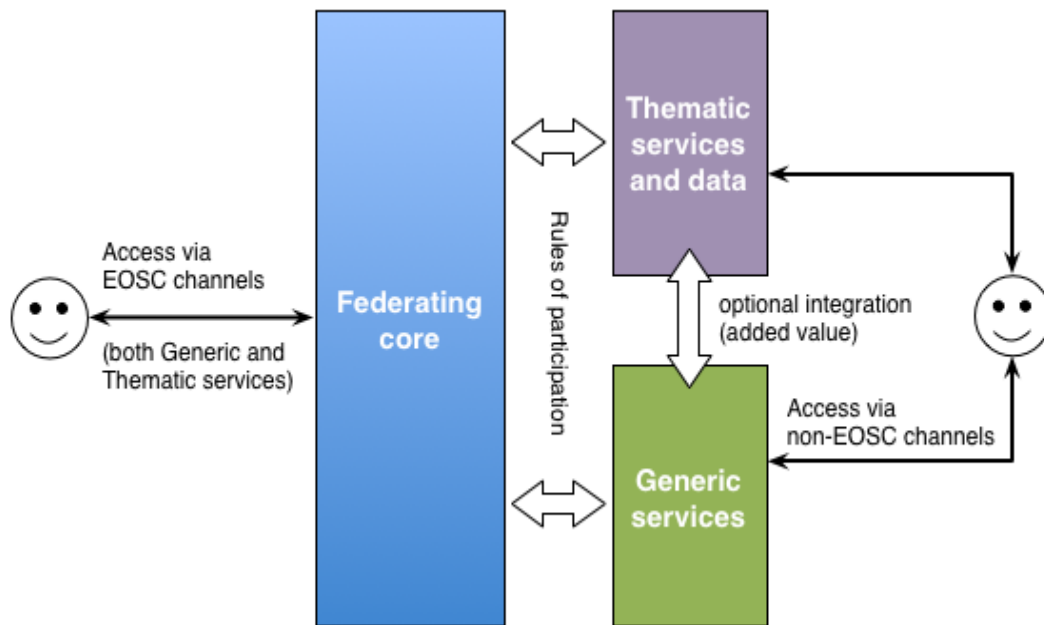 Access via
EOSC channels
(both Generic and
Thematic services)
Federating
core
Rules of participation
Thematic
services
and data
optional integration
(added value)
Generic
services
Access via
non-EOSC channels